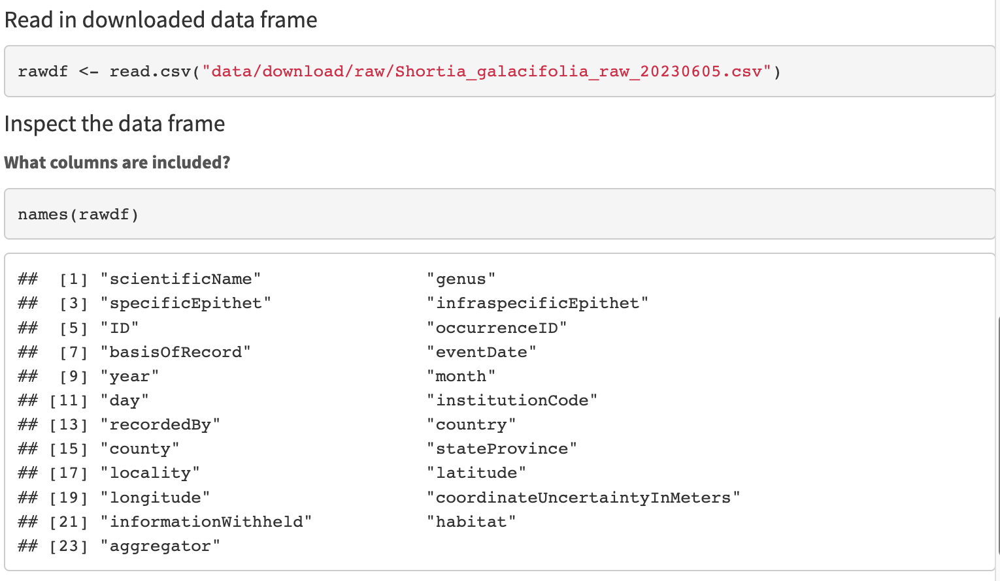 Read in downloaded data frame
rawdf <- read.csv("data/download/raw/Shortia_galacifolia_raw_20230605.csv")
Inspect the data frame
What columns are included?
names(rawdf)
##  [1] "scientificName"                "genus"
##  [3] "specificEpithet"               "infraspecificEpithet"
##  [5] "ID"                            "occurrenceID"
##  [7] "basisOfRecord"                 "eventDate"
##  [9] "year"                          "month"
## [11] "day"                           "institutionCode"
## [13] "recordedBy"                    "country"
## [15] "county"                        "stateProvince"
## [17] "locality"                      "latitude"
## [19] "longitude"                     "coordinateUncertaintyInMeters"
## [21] "informationWithheld"           "habitat"
## [23] "aggregator"